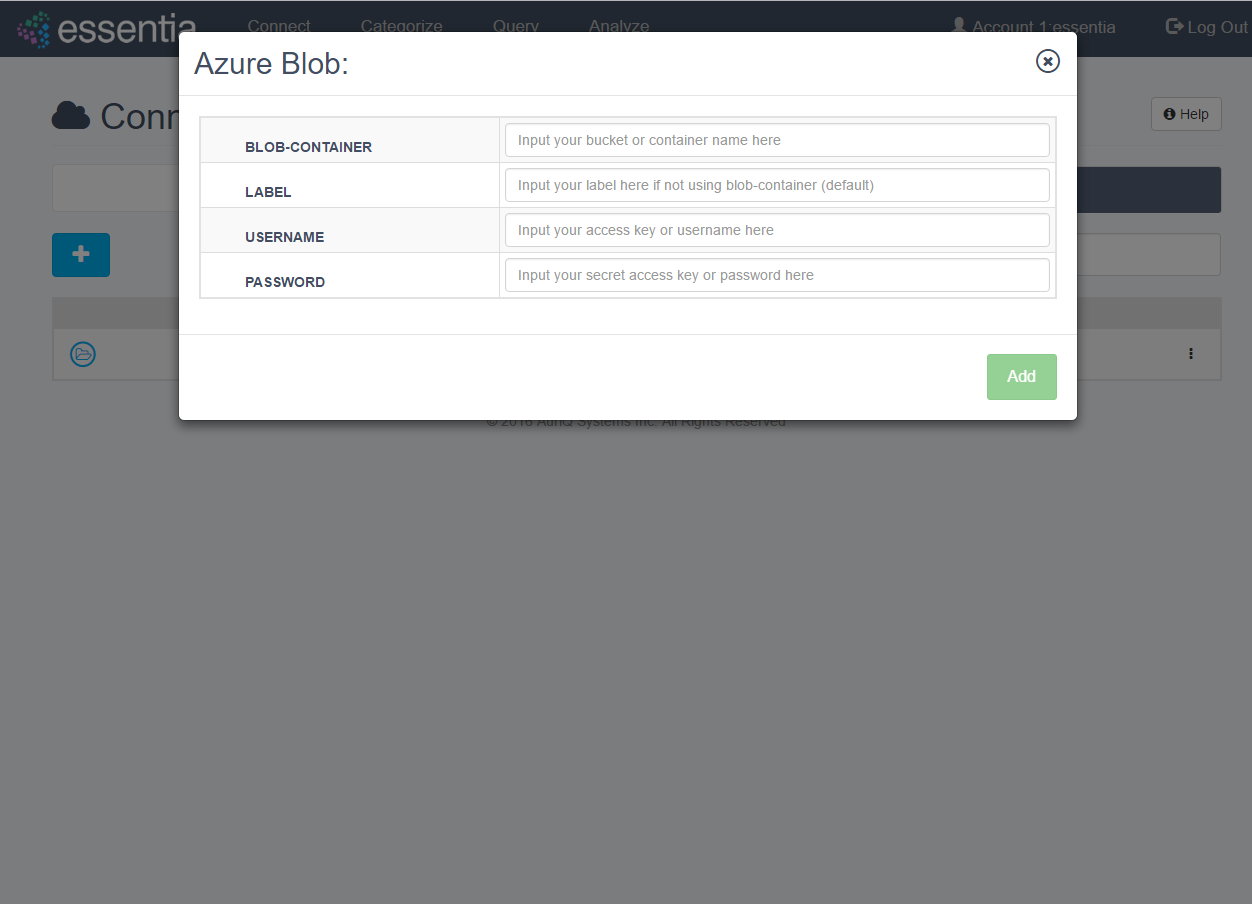 essentia Connect Categorize Query Analyze Account 1:essentia Log Out
Azure Blob:
Conn
Help
BLOB-CONTAINER Input your bucket or container name here
LABEL Input your label here if not using blob-container (default)
USERNAME Input your access key or username here
PASSWORD Input your secret access key or password here
Add
© 2016 AuriQ Systems Inc. All Rights Reserved